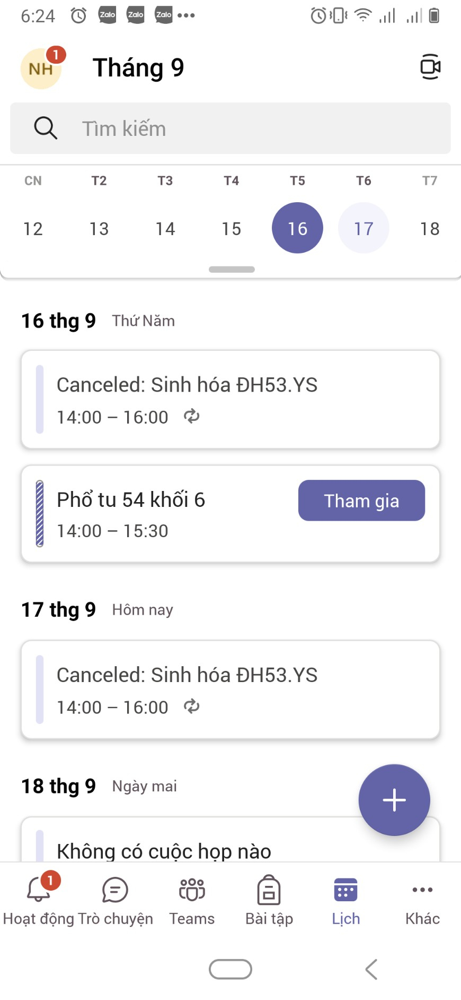 6:24 Zalo Zalo Zalo
NH 1 Tháng 9
Tìm kiếm
CN T2 T3 T4 T5 T6 T7
12 13 14 15 16 17 18
16 thg 9 Thứ Năm
Canceled: Sinh hóa ĐH53.YS
14:00 – 16:00
Phổ tu 54 khối 6
Tham gia
14:00 – 15:30
17 thg 9 Hôm nay
Canceled: Sinh hóa ĐH53.YS
14:00 – 16:00
18 thg 9 Ngày mai
Không có cuộc họp nào
1
Hoạt động Trò chuyện Teams Bài tập Lịch Khác